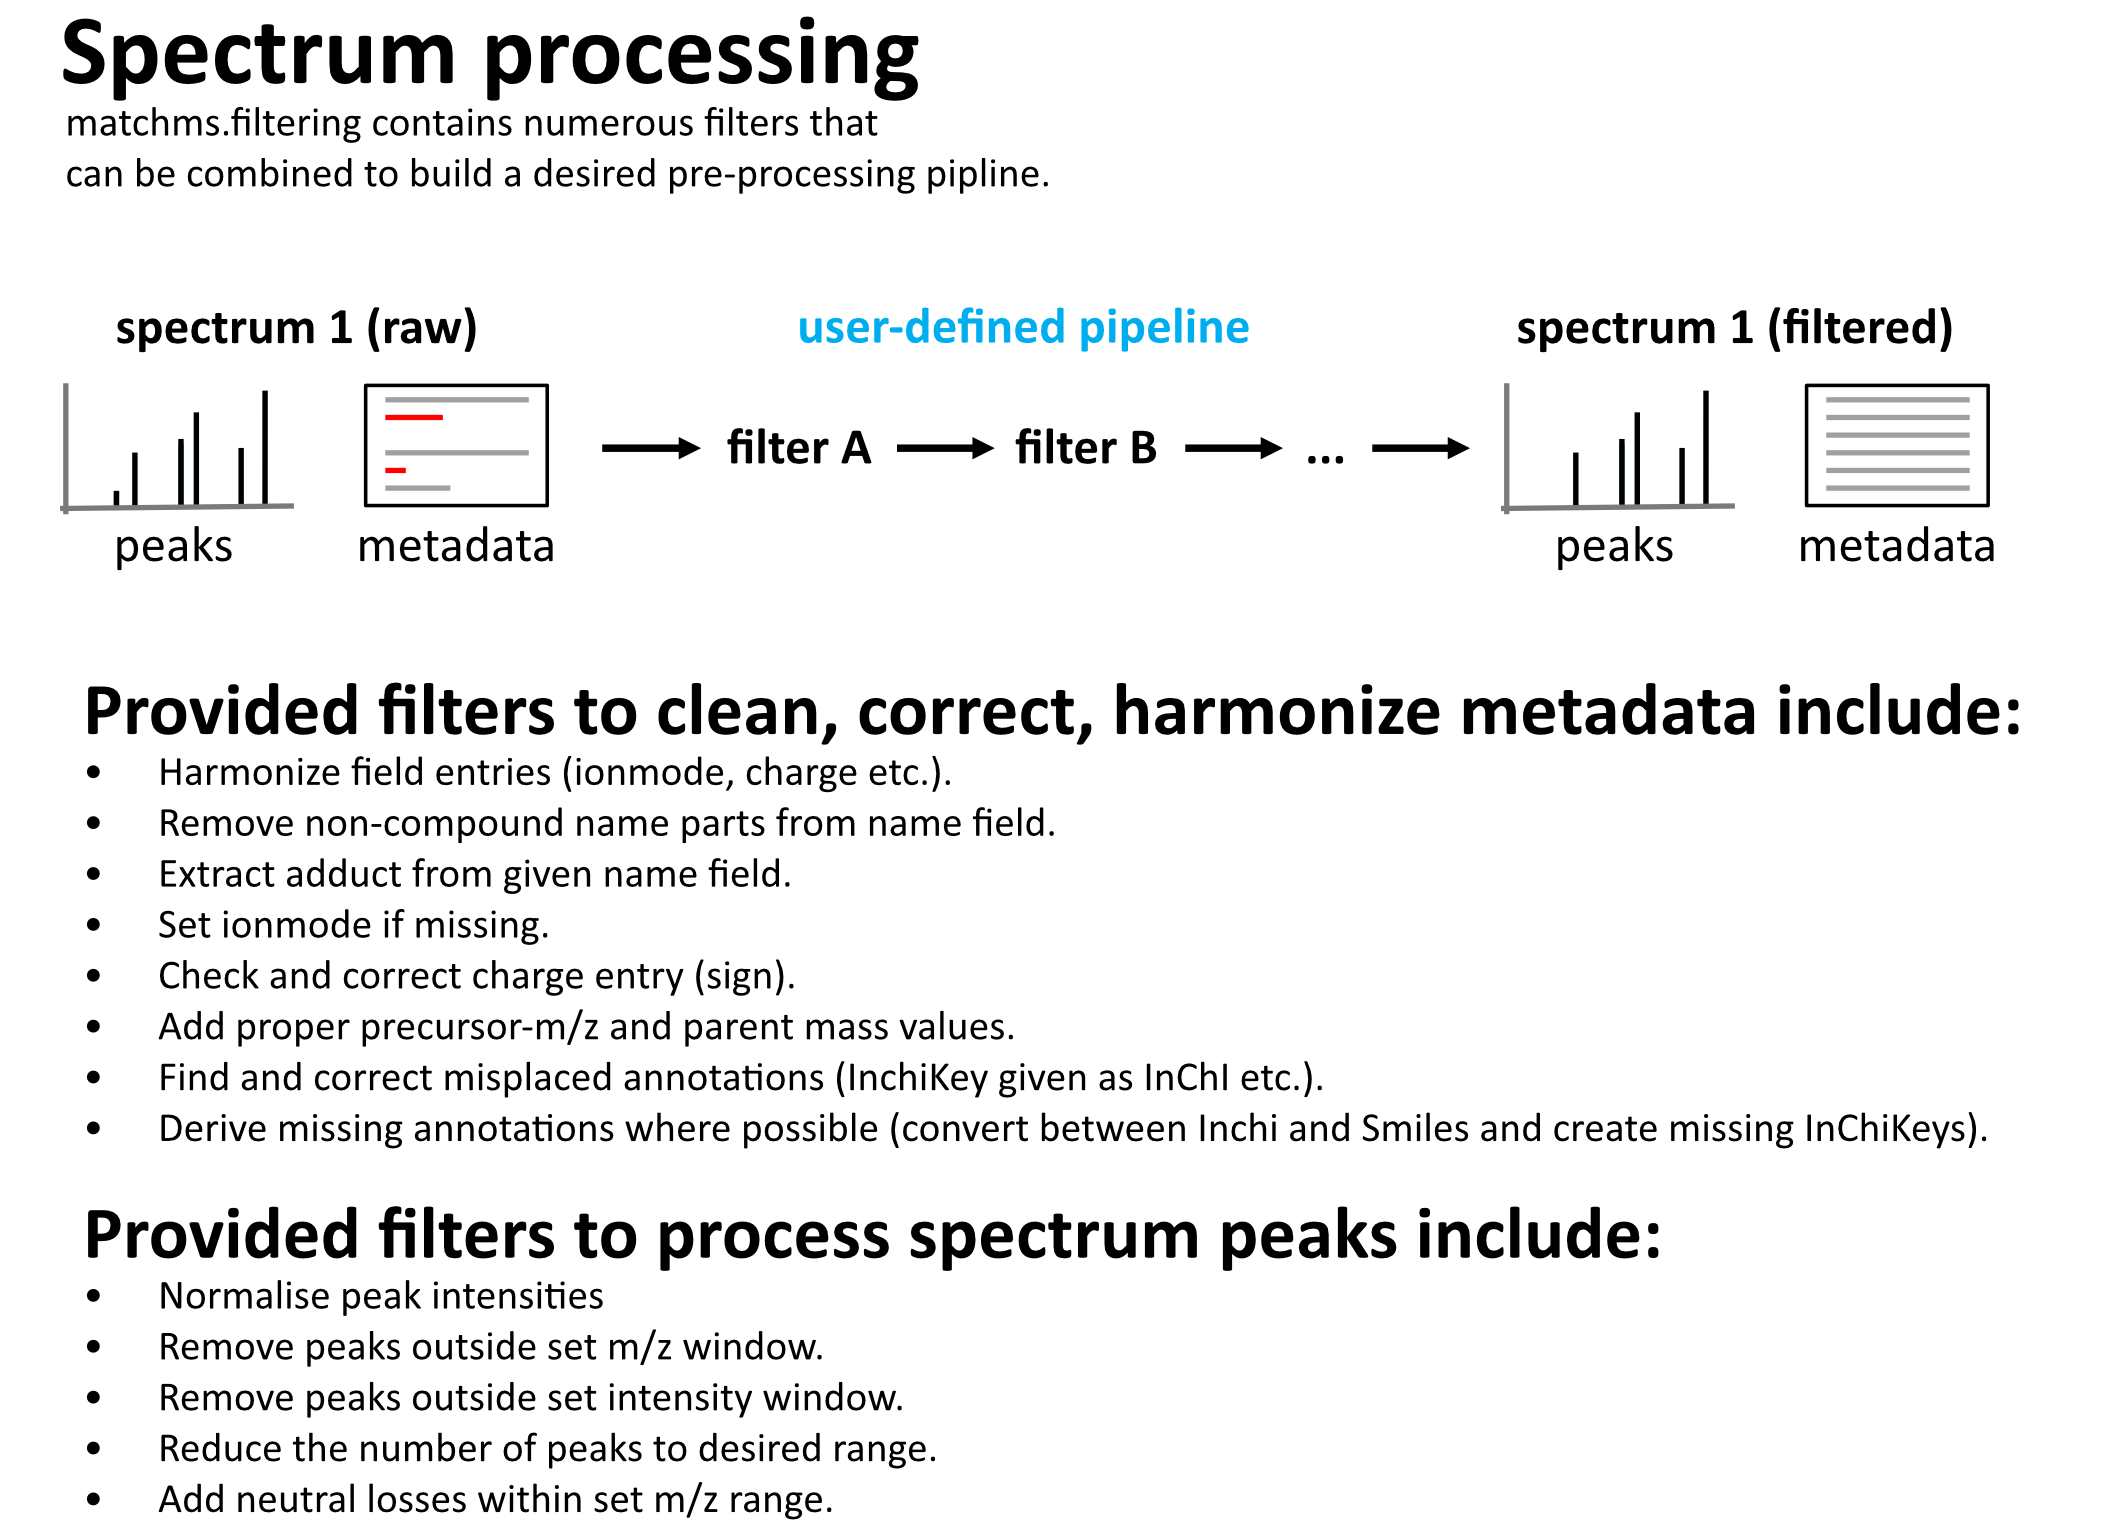 Spectrum processing
matchms.filtering contains numerous filters that
can be combined to build a desired pre-processing pipline.
spectrum 1 (raw)
user-defined pipeline
spectrum 1 (filtered)
filter A
filter B
...
peaks
metadata
peaks
metadata
Provided filters to clean, correct, harmonize metadata include:
• Harmonize field entries (ionmode, charge etc.).
• Remove non-compound name parts from name field.
• Extract adduct from given name field.
• Set ionmode if missing.
• Check and correct charge entry (sign).
• Add proper precursor-m/z and parent mass values.
• Find and correct misplaced annotations (InchiKey given as InChI etc.).
• Derive missing annotations where possible (convert between Inchi and Smiles and create missing InChiKeys).
Provided filters to process spectrum peaks include:
• Normalise peak intensities
• Remove peaks outside set m/z window.
• Remove peaks outside set intensity window.
• Reduce the number of peaks to desired range.
• Add neutral losses within set m/z range.